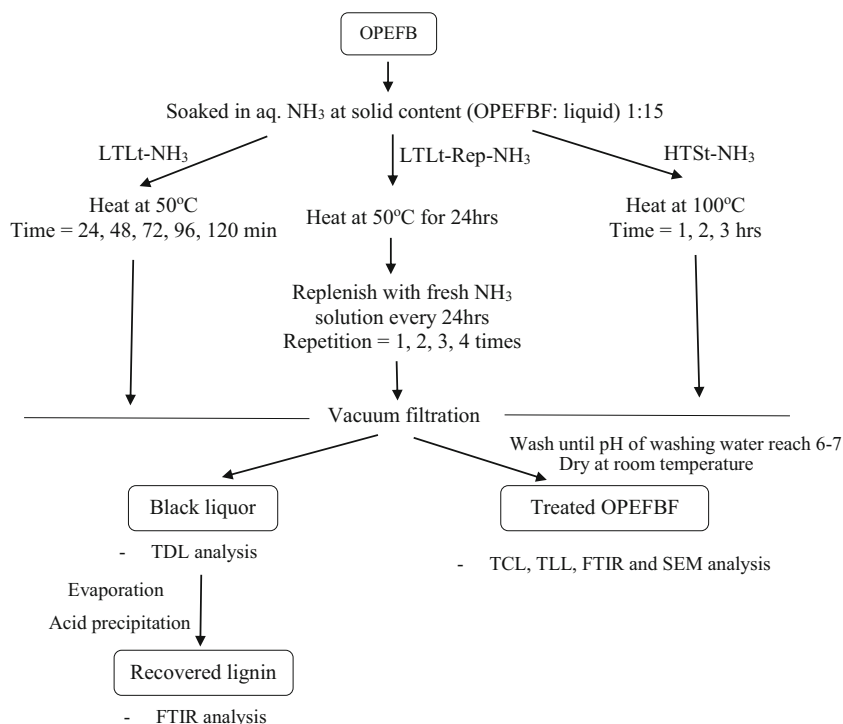 OPEFB
Soaked in aq. NH₃ at solid content (OPEFBF: liquid) 1:15
LTLt-NH₃
LTLt-Rep-NH₃
HTSt-NH₃
Heat at 50ºC
Time = 24, 48, 72, 96, 120 min
Heat at 50ºC for 24hrs
Heat at 100ºC
Time = 1, 2, 3 hrs
Replenish with fresh NH₃
solution every 24hrs
Repetition = 1, 2, 3, 4 times
Vacuum filtration
Wash until pH of washing water reach 6-7
Dry at room temperature
Black liquor
Treated OPEFBF
- TDL analysis
- TCL, TLL, FTIR and SEM analysis
Evaporation
Acid precipitation
Recovered lignin
- FTIR analysis